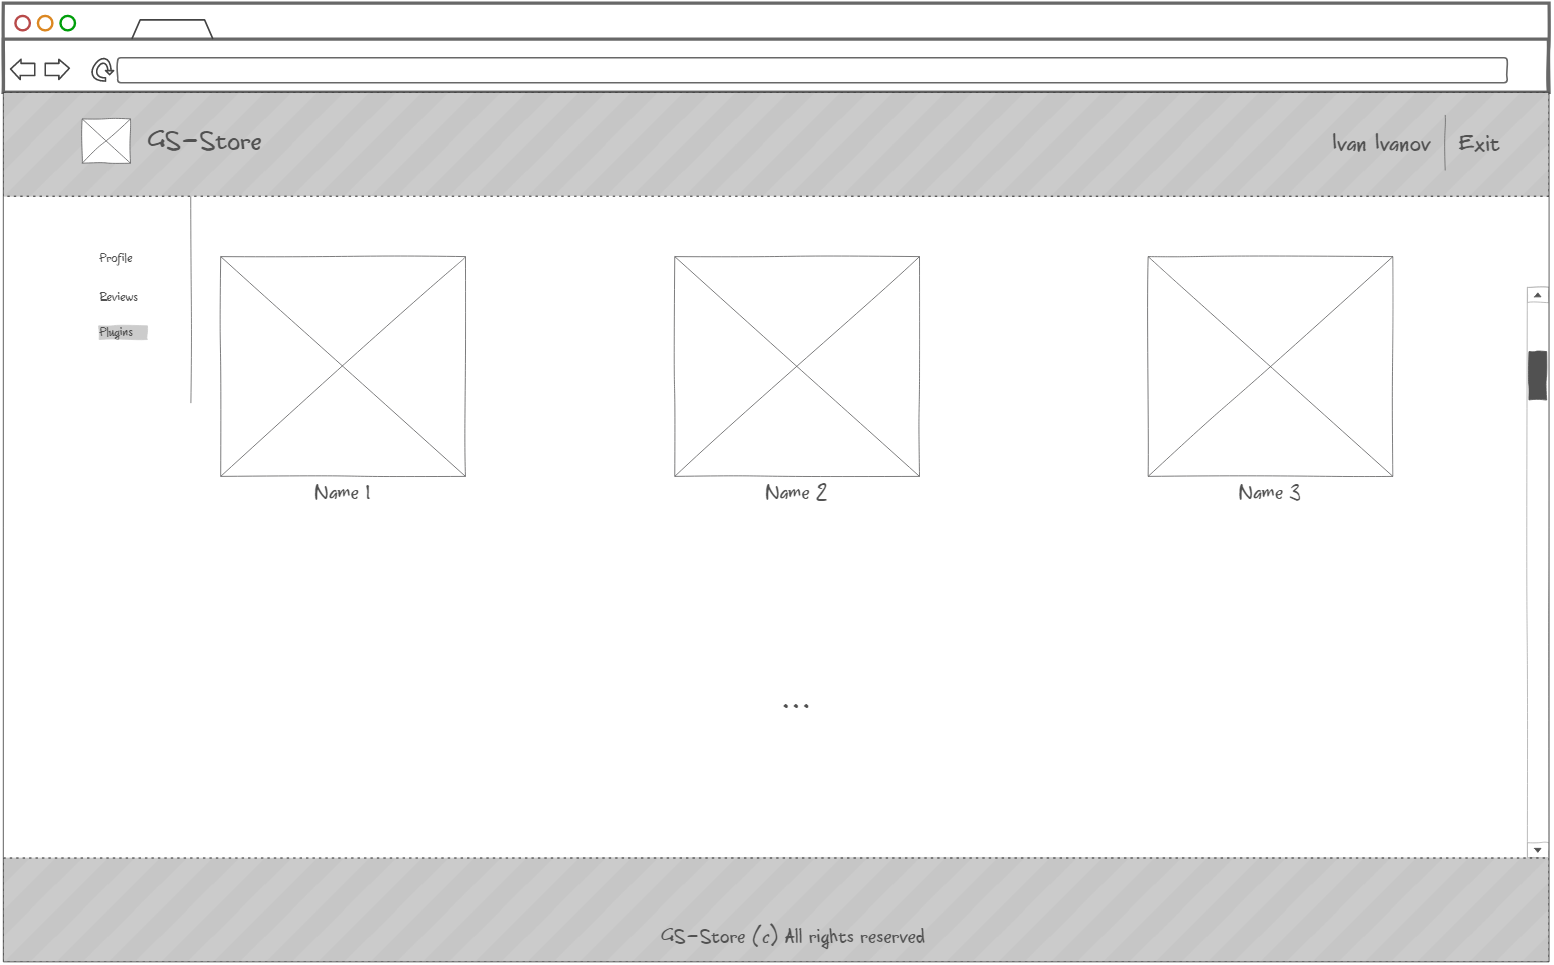 GS-Store
Ivan Ivanov
Exit
Profile
Reviews
Plugins
Name 1
Name 2
Name 3
...
GS-Store (c) All rights reserved